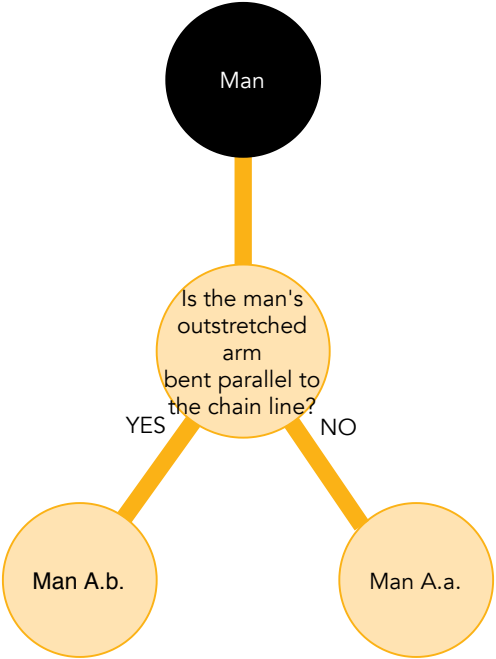 Man
Is the man's
outstretched
arm
bent parallel to
the chain line?
YES
NO
Man A.b.
Man A.a.